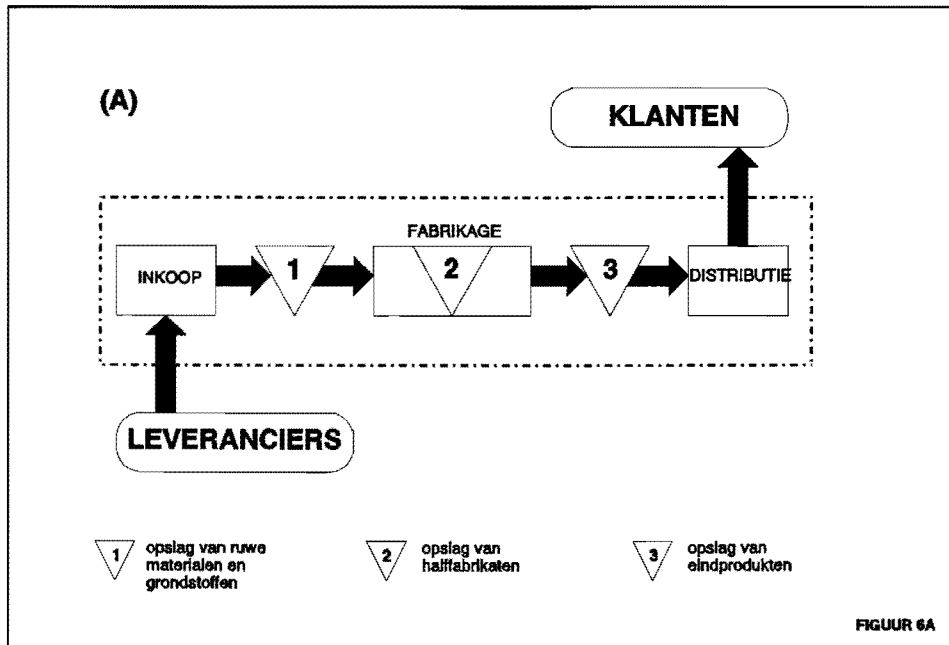 (A)
KLANTEN
FABRIKAGE
INKOOP
1
2
3
DISTRIBUTIE
LEVERANCIERS
1
opslag van ruwe
materialen en
grondstoffen
2
opslag van
halffabrikaten
3
opslag van
eindprodukten
FIGUUR 6A